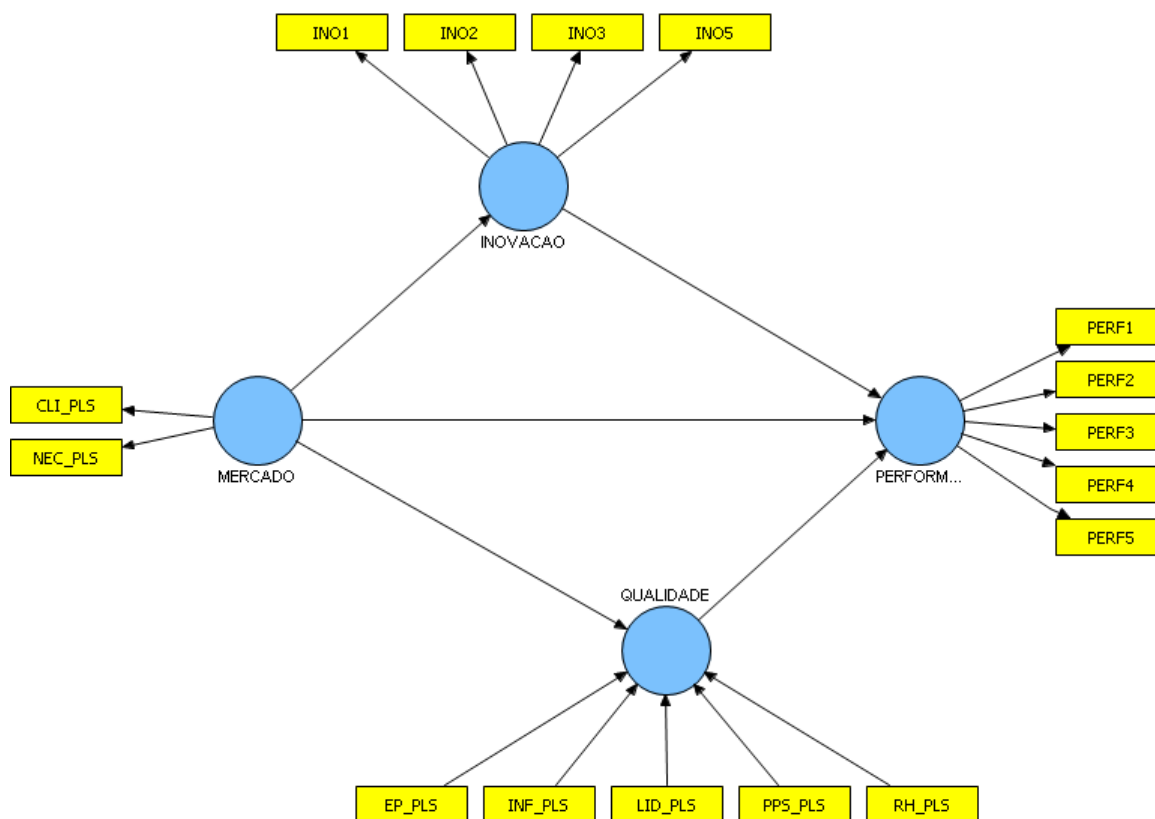 INO1 INO2 INO3 INO5
INOVACAO
PERF1
PERF2
CLI_PLS
PERF3
NEC_PLS
MERCADO
PERFORM...
PERF4
PERF5
QUALIDADE
EP_PLS INF_PLS LID_PLS PPS_PLS RH_PLS